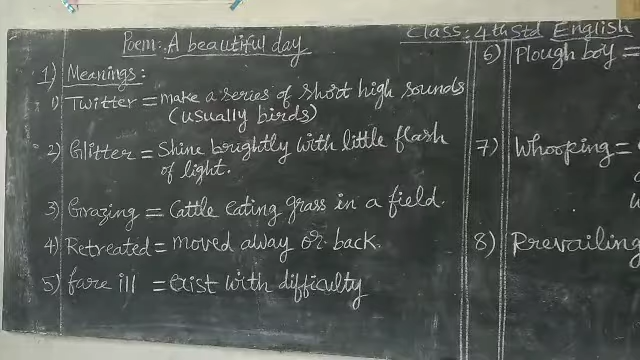 Poem:- A beautiful day
Class: 4th Std English
1) Meanings:
1) Twitter = make a series of short high sounds
(usually birds)
2) Glitter = Shine brightly with little flash
of light.
3) Grazing = Cattle eating grass in a field.
4) Retreated = moved away or back.
5) fare ill = exist with difficulty
6) Plough boy =
7) Whooping =
8) Prevailing